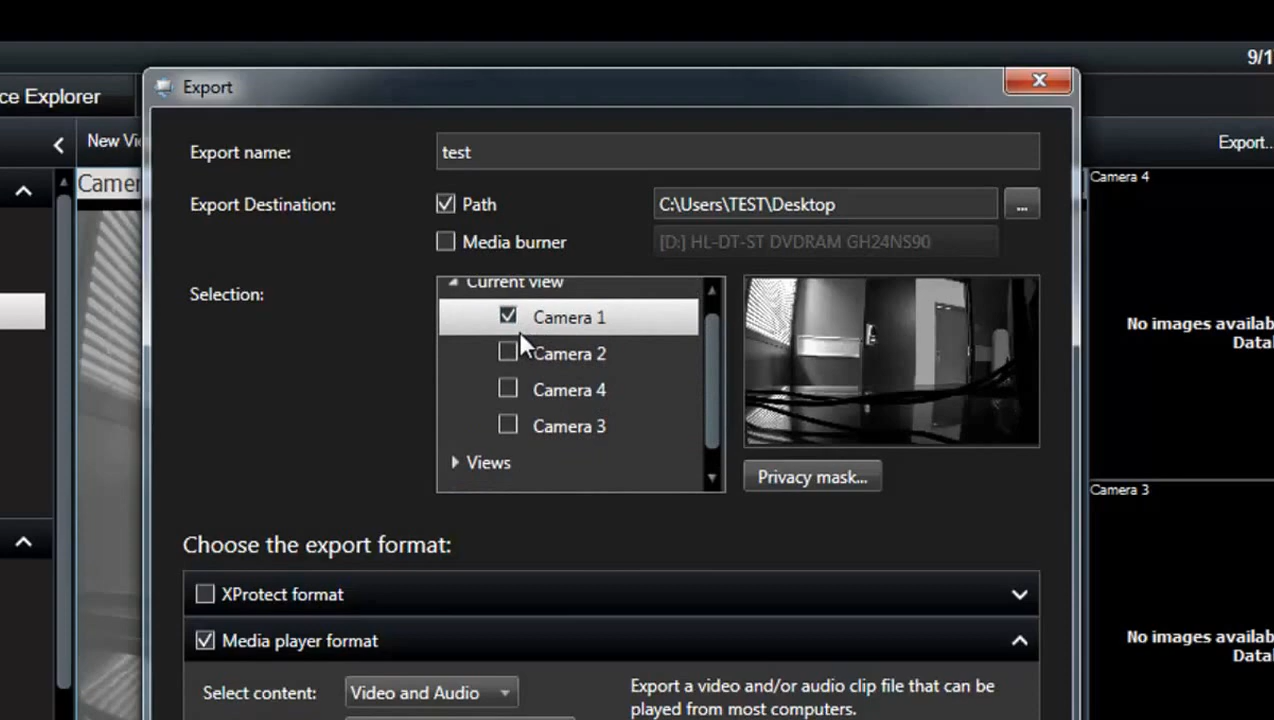 9/1
Export
ce Explorer
New Vi
Export..
Export name:
test
Camer
Camera 4
Export Destination:
Path
C:\Users\TEST\Desktop
...
Media burner
[D:] HL-DT-ST DVDRAM GH24NS90
Selection:
Current view
Camera 1
Camera 2
Camera 4
Camera 3
Views
Privacy mask...
No images availab
Datal
Camera 3
Choose the export format:
XProtect format
Media player format
No images availab
Datal
Select content:
Video and Audio
Export a video and/or audio clip file that can be
played from most computers.